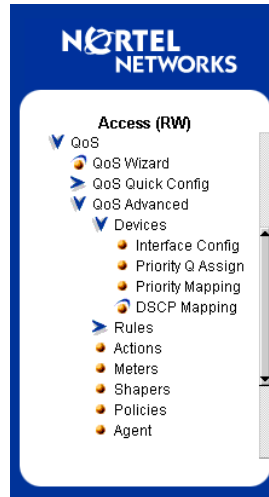 NORTEL
NETWORKS
Access (RW)
QoS
QoS Wizard
QoS Quick Config
QoS Advanced
Devices
Interface Config
Priority Q Assign
Priority Mapping
DSCP Mapping
Rules
Actions
Meters
Shapers
Policies
Agent